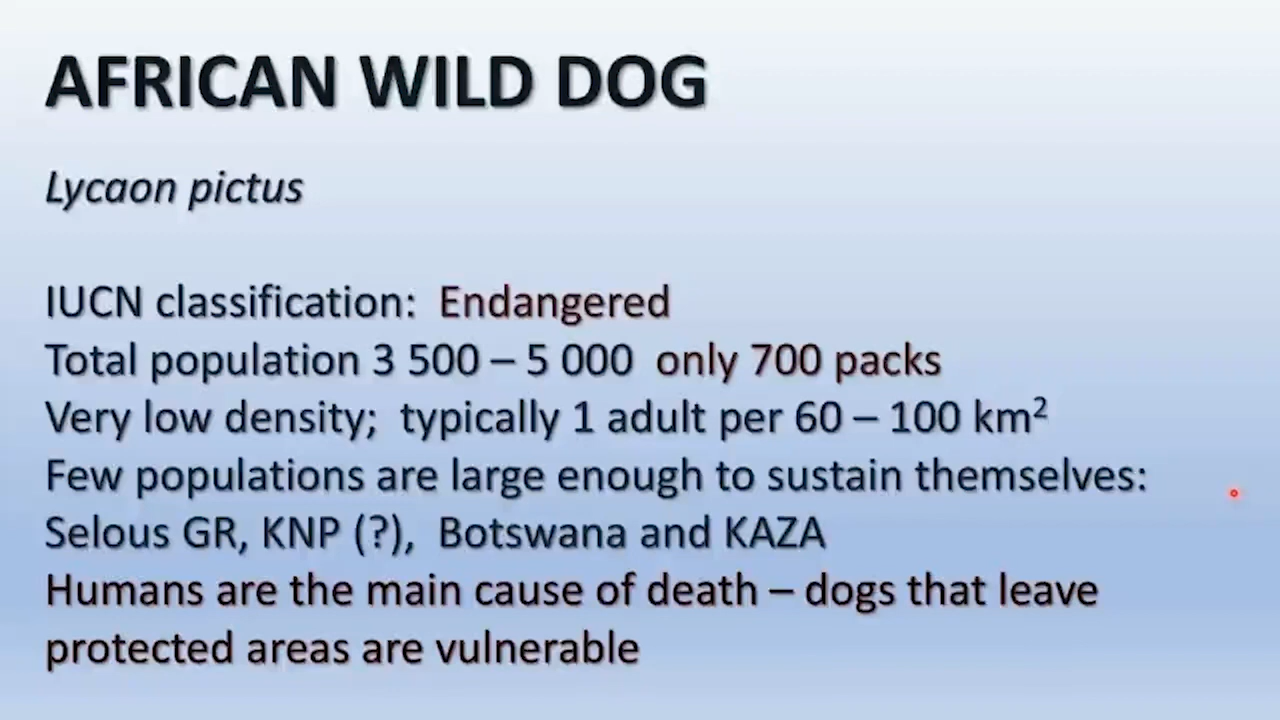 AFRICAN WILD DOG
Lycaon pictus
IUCN classification:  Endangered
Total population 3 500 – 5 000  only 700 packs
Very low density;  typically 1 adult per 60 – 100 km²
Few populations are large enough to sustain themselves:
Selous GR, KNP (?),  Botswana and KAZA
Humans are the main cause of death – dogs that leave
protected areas are vulnerable